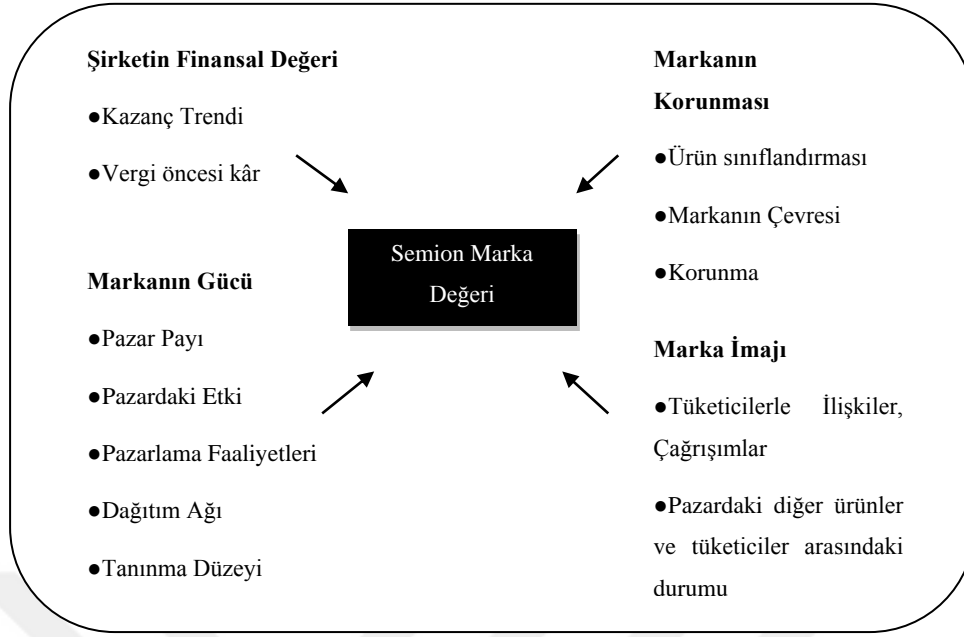 Şirketin Finansal Değeri
●Kazanç Trendi
●Vergi öncesi kâr
Markanın Gücü
●Pazar Payı
●Pazardaki Etki
●Pazarlama Faaliyetleri
●Dağıtım Ağı
●Tanınma Düzeyi
Semion Marka
Değeri
Markanın
Korunması
●Ürün sınıflandırması
●Markanın Çevresi
●Korunma
Marka İmajı
●Tüketicilerle İlişkiler,
Çağrışımlar
●Pazardaki diğer ürünler
ve tüketiciler arasındaki
durumu